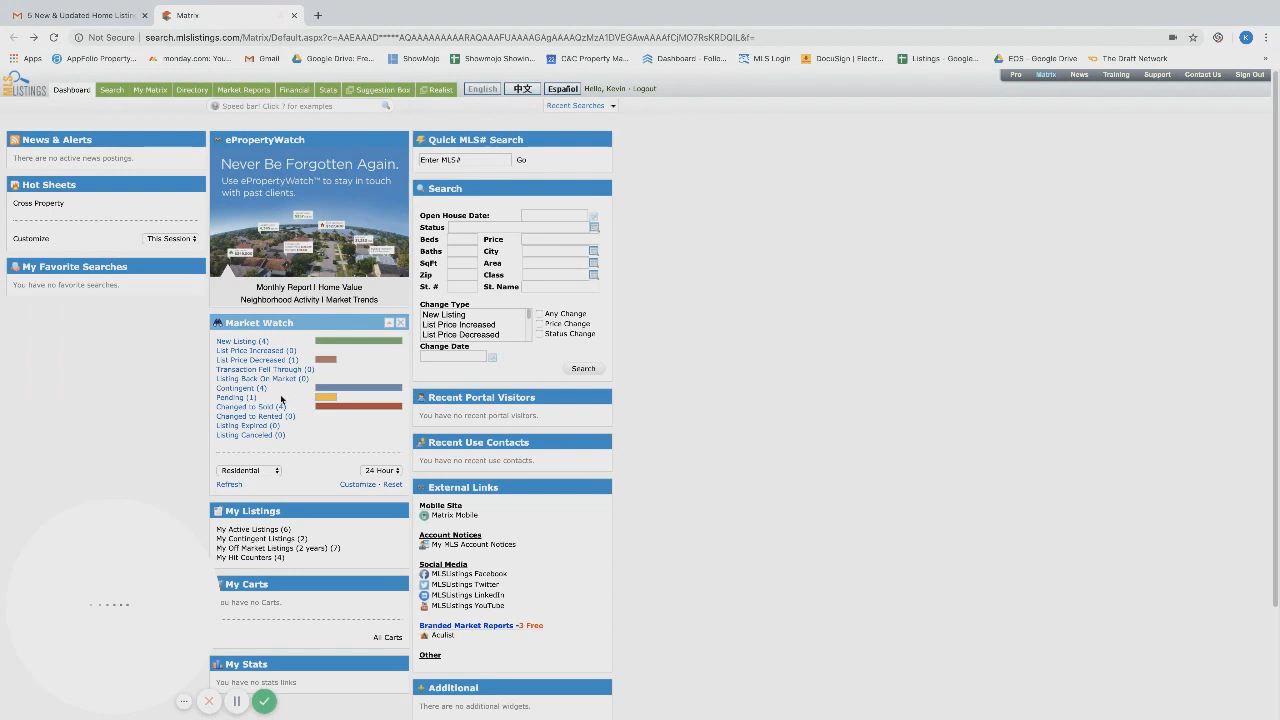 5 New & Updated Home Listin
Matrix
Not Secure
search.mlslistings.com/Matrix/Default.aspx?c=AAEAAAD*****AQAAAAAAAAARAQAAAFUAAAAGAgAAAAQzMzA1DVEGAwAAAAfCjMO7RsKRDQIL&f=
K
Apps
AppFolio Property...
monday.com... You...
Gmail
Google Drive: Fre...
ShowMojo
Showmojo Showin...
C&C Property Ma...
Dashboard - Follo...
MLS Login
DocuSign | Electr...
Listings - Google...
EOS - Google Drive
The Draft Network
»
Pro
Matrix
News
Training
Support
Contact Us
Sign Out
MLS LISTINGS
Dashboard
Search
My Matrix
Directory
Market Reports
Financial
Stats
Suggestion Box
Realist
English
中文
Español
Hello, Kevin · Logout
Speed bar! Click ? for examples
Recent Searches
News & Alerts
There are no active news postings.
Hot Sheets
Cross Property
Customize
This Session
My Favorite Searches
You have no favorite searches.
ePropertyWatch
Never Be Forgotten Again.
Use ePropertyWatch™ to stay in touch
with past clients.
Monthly Report | Home Value
Neighborhood Activity | Market Trends
Market Watch
New Listing (4)
List Price Increased (0)
List Price Decreased (1)
Transaction Fell Through (0)
Listing Back On Market (0)
Contingent (4)
Pending (1)
Changed to Sold (4)
Changed to Rented (0)
Listing Expired (0)
Listing Canceled (0)
Residential
24 Hour
Refresh
Customize · Reset
My Listings
My Active Listings (6)
My Contingent Listings (2)
My Off Market Listings (2 years) (7)
My Hit Counters (4)
My Carts
ou have no Carts.
All Carts
My Stats
You have no stats links
Quick MLS# Search
Enter MLS#
Go
Search
Open House Date:
Status
Beds
Price
Baths
City
SqFt
Area
Zip
Class
St. #
St. Name
Change Type
New Listing
List Price Increased
List Price Decreased
Any Change
Price Change
Status Change
Change Date
Search
Recent Portal Visitors
You have no recent portal visitors.
Recent Use Contacts
You have no recent use contacts.
External Links
Mobile Site
Matrix Mobile
Account Notices
My MLS Account Notices
Social Media
MLSListings Facebook
MLSListings Twitter
MLSListings LinkedIn
MLSListings YouTube
Branded Market Reports -3 Free
Aculist
Other
Additional
There are no additional widgets.